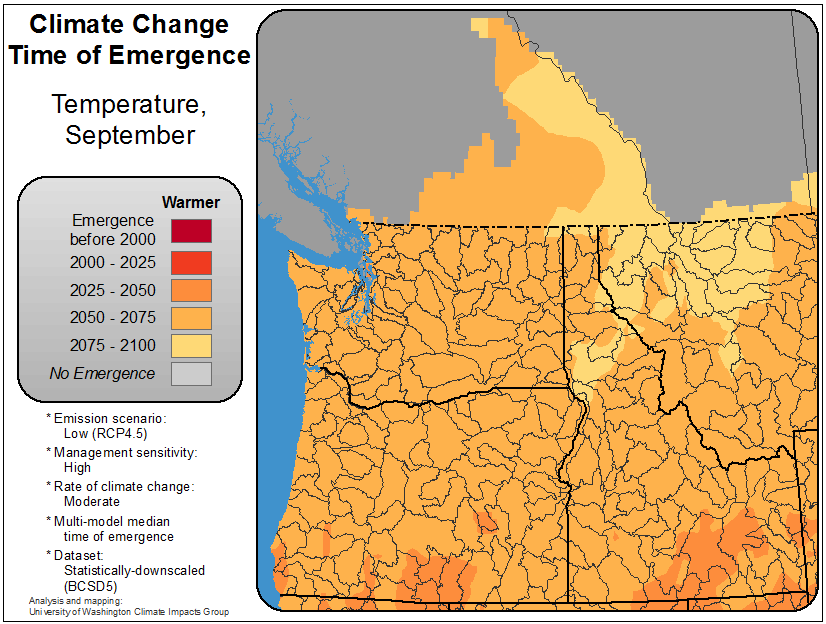 Climate Change
Time of Emergence
Temperature,
September
Warmer
Emergence
before 2000
2000 - 2025
2025 - 2050
2050 - 2075
2075 - 2100
No Emergence
* Emission scenario:
Low (RCP4.5)
* Management sensitivity:
High
* Rate of climate change:
Moderate
* Multi-model median
time of emergence
* Dataset:
Statistically-downscaled
(BCSD5)
Analysis and mapping:
University of Washington Climate Impacts Group